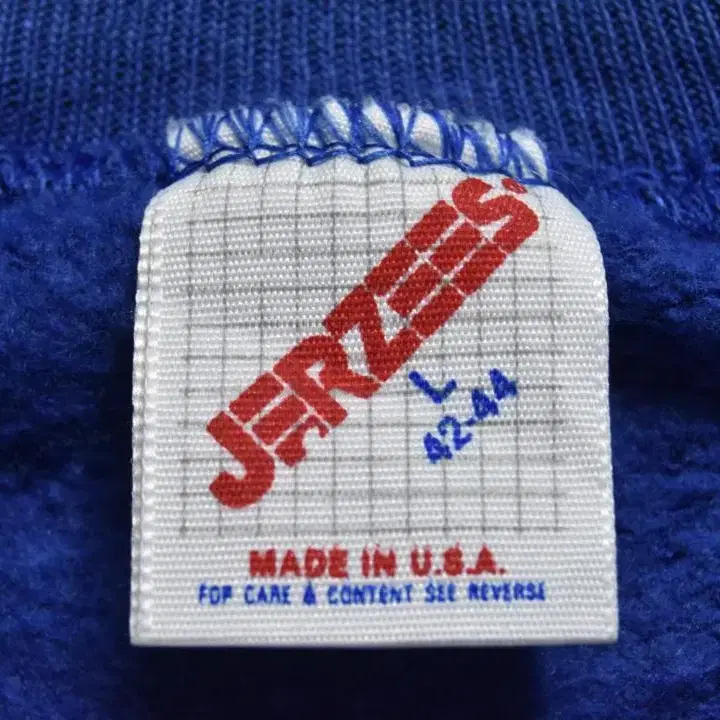 JERZEES.
L
42-44
MADE IN U.S.A.
FOR CARE & CONTENT SEE REVERSE